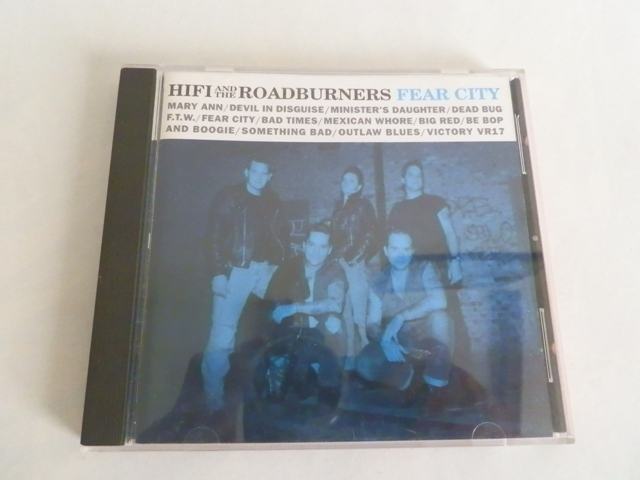 HIFI AND THE ROADBURNERS FEAR CITY
MARY ANN/DEVIL IN DISGUISE/MINISTER'S DAUGHTER/DEAD BUG
F.T.W./FEAR CITY/BAD TIMES/MEXICAN WHORE/BIG RED/BE BOP
AND BOOGIE/SOMETHING BAD/OUTLAW BLUES/VICTORY VR17